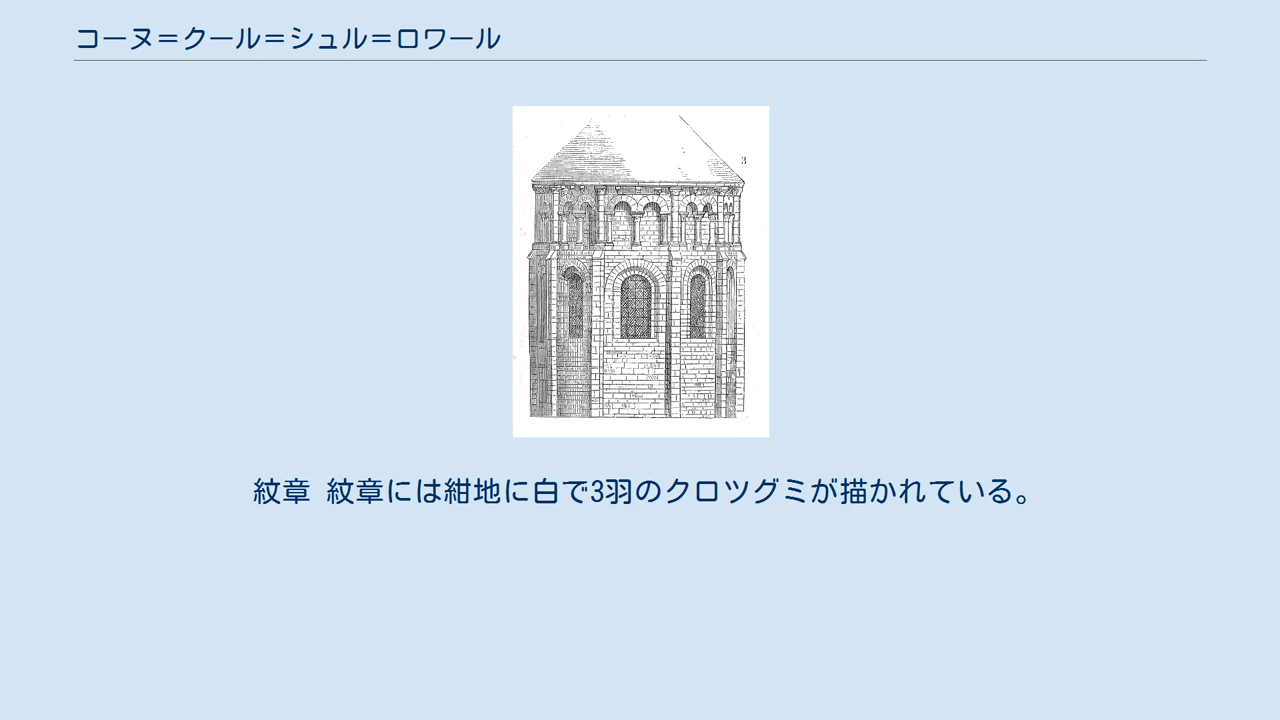 コーヌ＝クール＝シュル＝ロワール
3
紋章 紋章には紺地に白で3羽のクロツグミが描かれている。